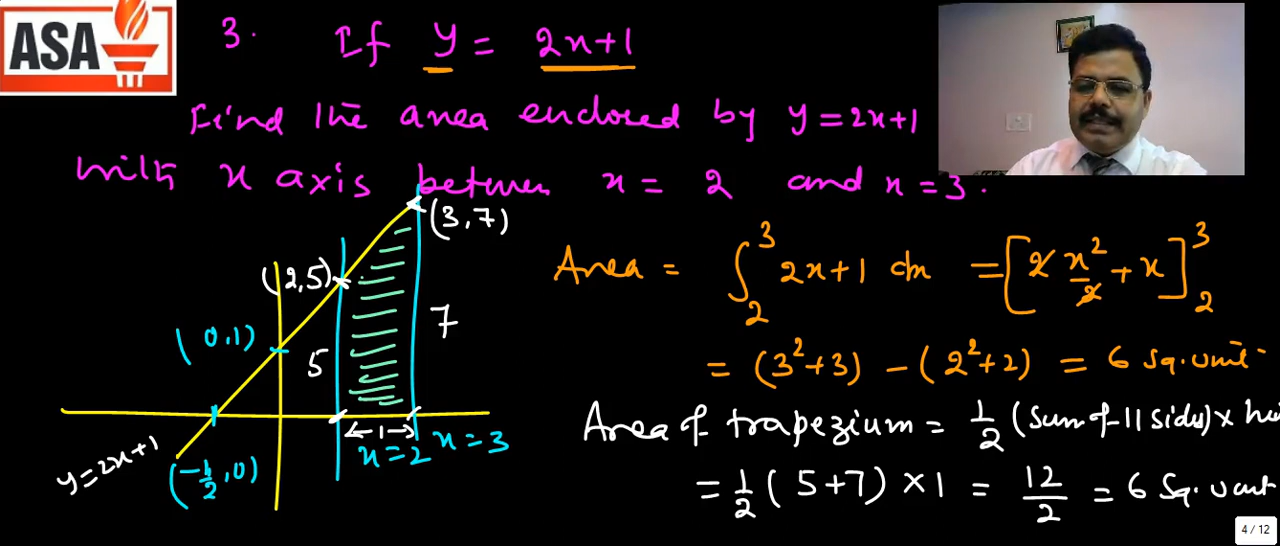 ASA
3. If y = 2x+1
Find the area enclosed by y = 2x+1
with x axis between x = 2 and x = 3.
(3,7)
(2,5)
(0,1)
5
7
1
x=2 x=3
y=2x+1
(-1/2, 0)
Area = ∫₂³ 2x+1 dx = [2 x²/2 + x]₂³
= (3²+3) - (2²+2) = 6 Sq. unit
Area of trapezium = 1/2 (Sum of 11 sides) x hei
= 1/2 (5+7) × 1 = 12/2 = 6 Sq. unit
4 / 12